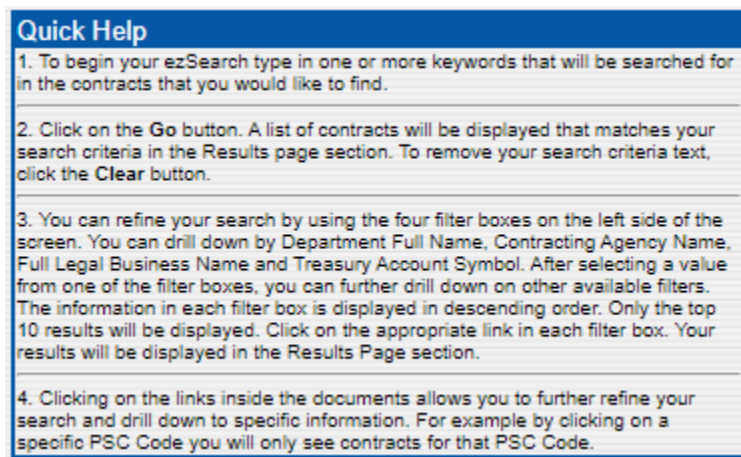 Quick Help
1. To begin your ezSearch type in one or more keywords that will be searched for
in the contracts that you would like to find.
2. Click on the Go button. A list of contracts will be displayed that matches your
search criteria in the Results page section. To remove your search criteria text,
click the Clear button.
3. You can refine your search by using the four filter boxes on the left side of the
screen. You can drill down by Department Full Name, Contracting Agency Name,
Full Legal Business Name and Treasury Account Symbol. After selecting a value
from one of the filter boxes, you can further drill down on other available filters.
The information in each filter box is displayed in descending order. Only the top
10 results will be displayed. Click on the appropriate link in each filter box. Your
results will be displayed in the Results Page section.
4. Clicking on the links inside the documents allows you to further refine your
search and drill down to specific information. For example by clicking on a
specific PSC Code you will only see contracts for that PSC Code.